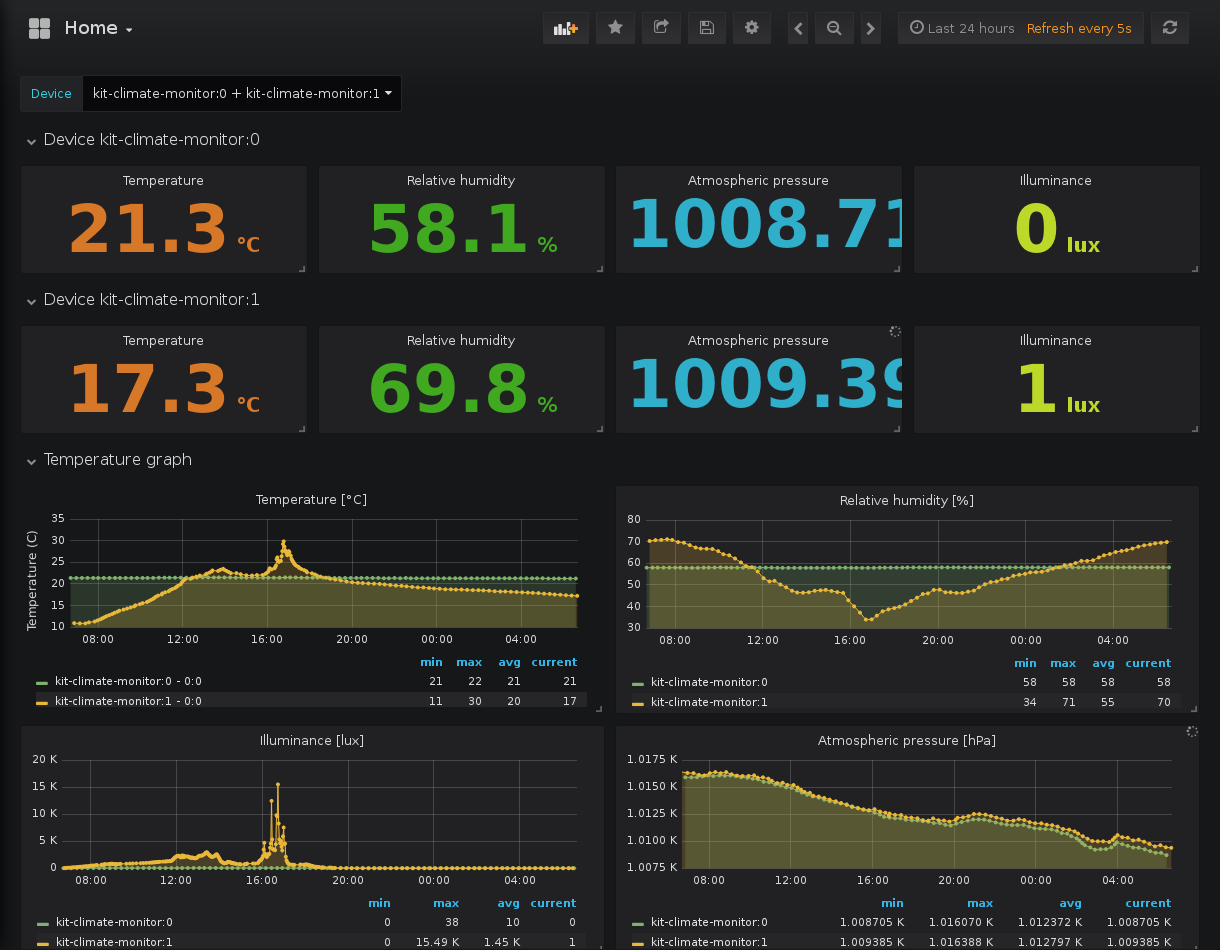 Home
Last 24 hours Refresh every 5s
Device kit-climate-monitor:0 + kit-climate-monitor:1
Device kit-climate-monitor:0
Temperature Relative humidity Atmospheric pressure Illuminance
21.3 °C 58.1 % 1008.71 0 lux
Device kit-climate-monitor:1
Temperature Relative humidity Atmospheric pressure Illuminance
17.3 °C 69.8 % 1009.39 1 lux
Temperature graph
Temperature [°C]
Temperature (C)
35
30
25
20
15
10
08:00 12:00 16:00 20:00 00:00 04:00
min max avg current
kit-climate-monitor:0 - 0:0 21 22 21 21
kit-climate-monitor:1 - 0:0 11 30 20 17
Relative humidity [%]
80
70
60
50
40
30
08:00 12:00 16:00 20:00 00:00 04:00
min max avg current
kit-climate-monitor:0 58 58 58 58
kit-climate-monitor:1 34 71 55 70
Illuminance [lux]
20 K
15 K
10 K
5 K
0
08:00 12:00 16:00 20:00 00:00 04:00
min max avg current
kit-climate-monitor:0 0 38 10 0
kit-climate-monitor:1 0 15.49 K 1.45 K 1
Atmospheric pressure [hPa]
1.0175 K
1.0150 K
1.0125 K
1.0100 K
1.0075 K
08:00 12:00 16:00 20:00 00:00 04:00
min max avg current
kit-climate-monitor:0 1.008705 K 1.016070 K 1.012372 K 1.008705 K
kit-climate-monitor:1 1.009385 K 1.016388 K 1.012797 K 1.009385 K